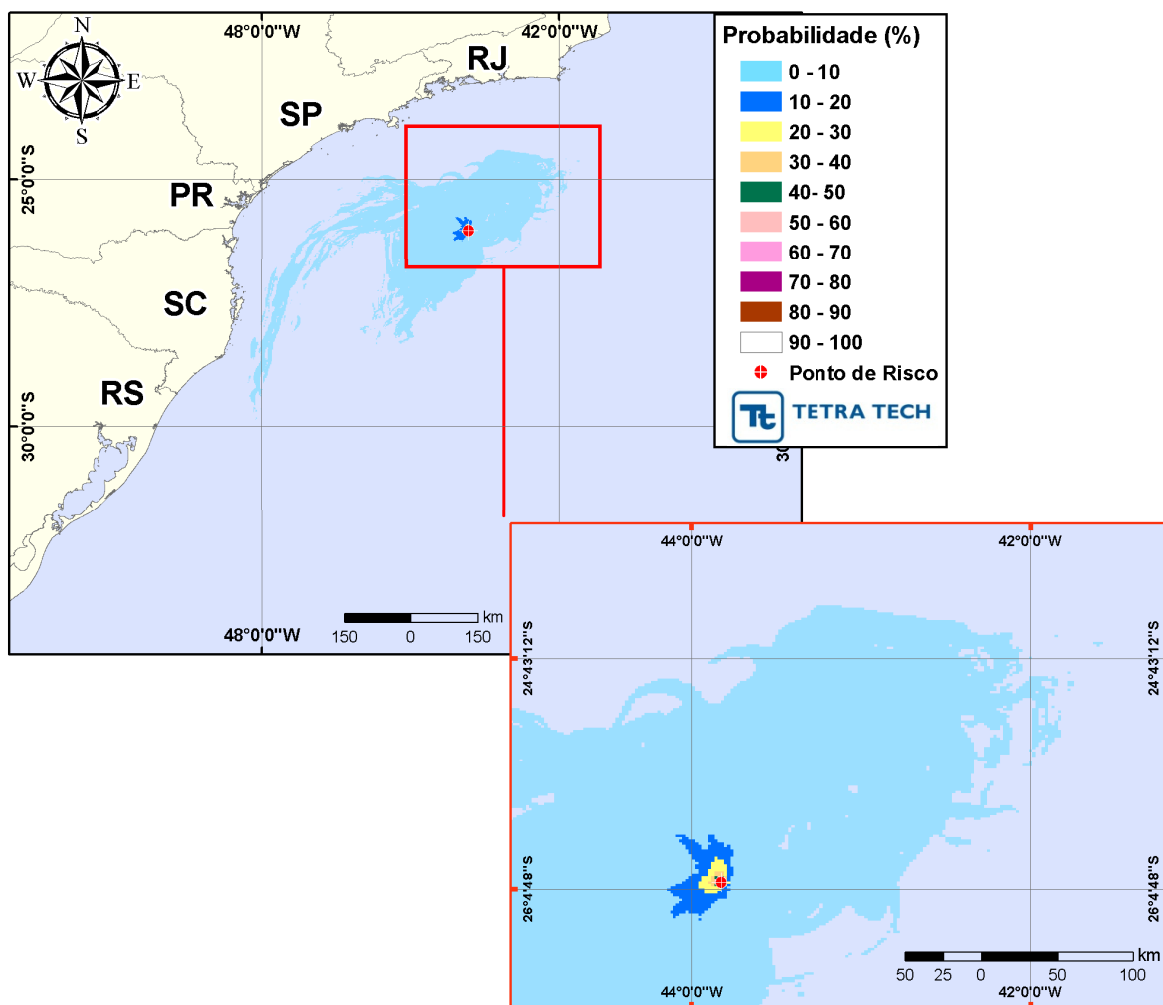 N
W
E
S
48°0'0"W
42°0'0"W
RJ
SP
25°0'0"S
PR
SC
RS
30°0'0"S
30
150
0
150
km
48°0'0"W
Probabilidade (%)
0 - 10
10 - 20
20 - 30
30 - 40
40- 50
50 - 60
60 - 70
70 - 80
80 - 90
90 - 100
Ponto de Risco
Tt
TETRA TECH
44°0'0"W
42°0'0"W
24°43'12"S
24°43'12"S
26°4'48"S
26°4'48"S
50
25
0
50
100
km
44°0'0"W
42°0'0"W